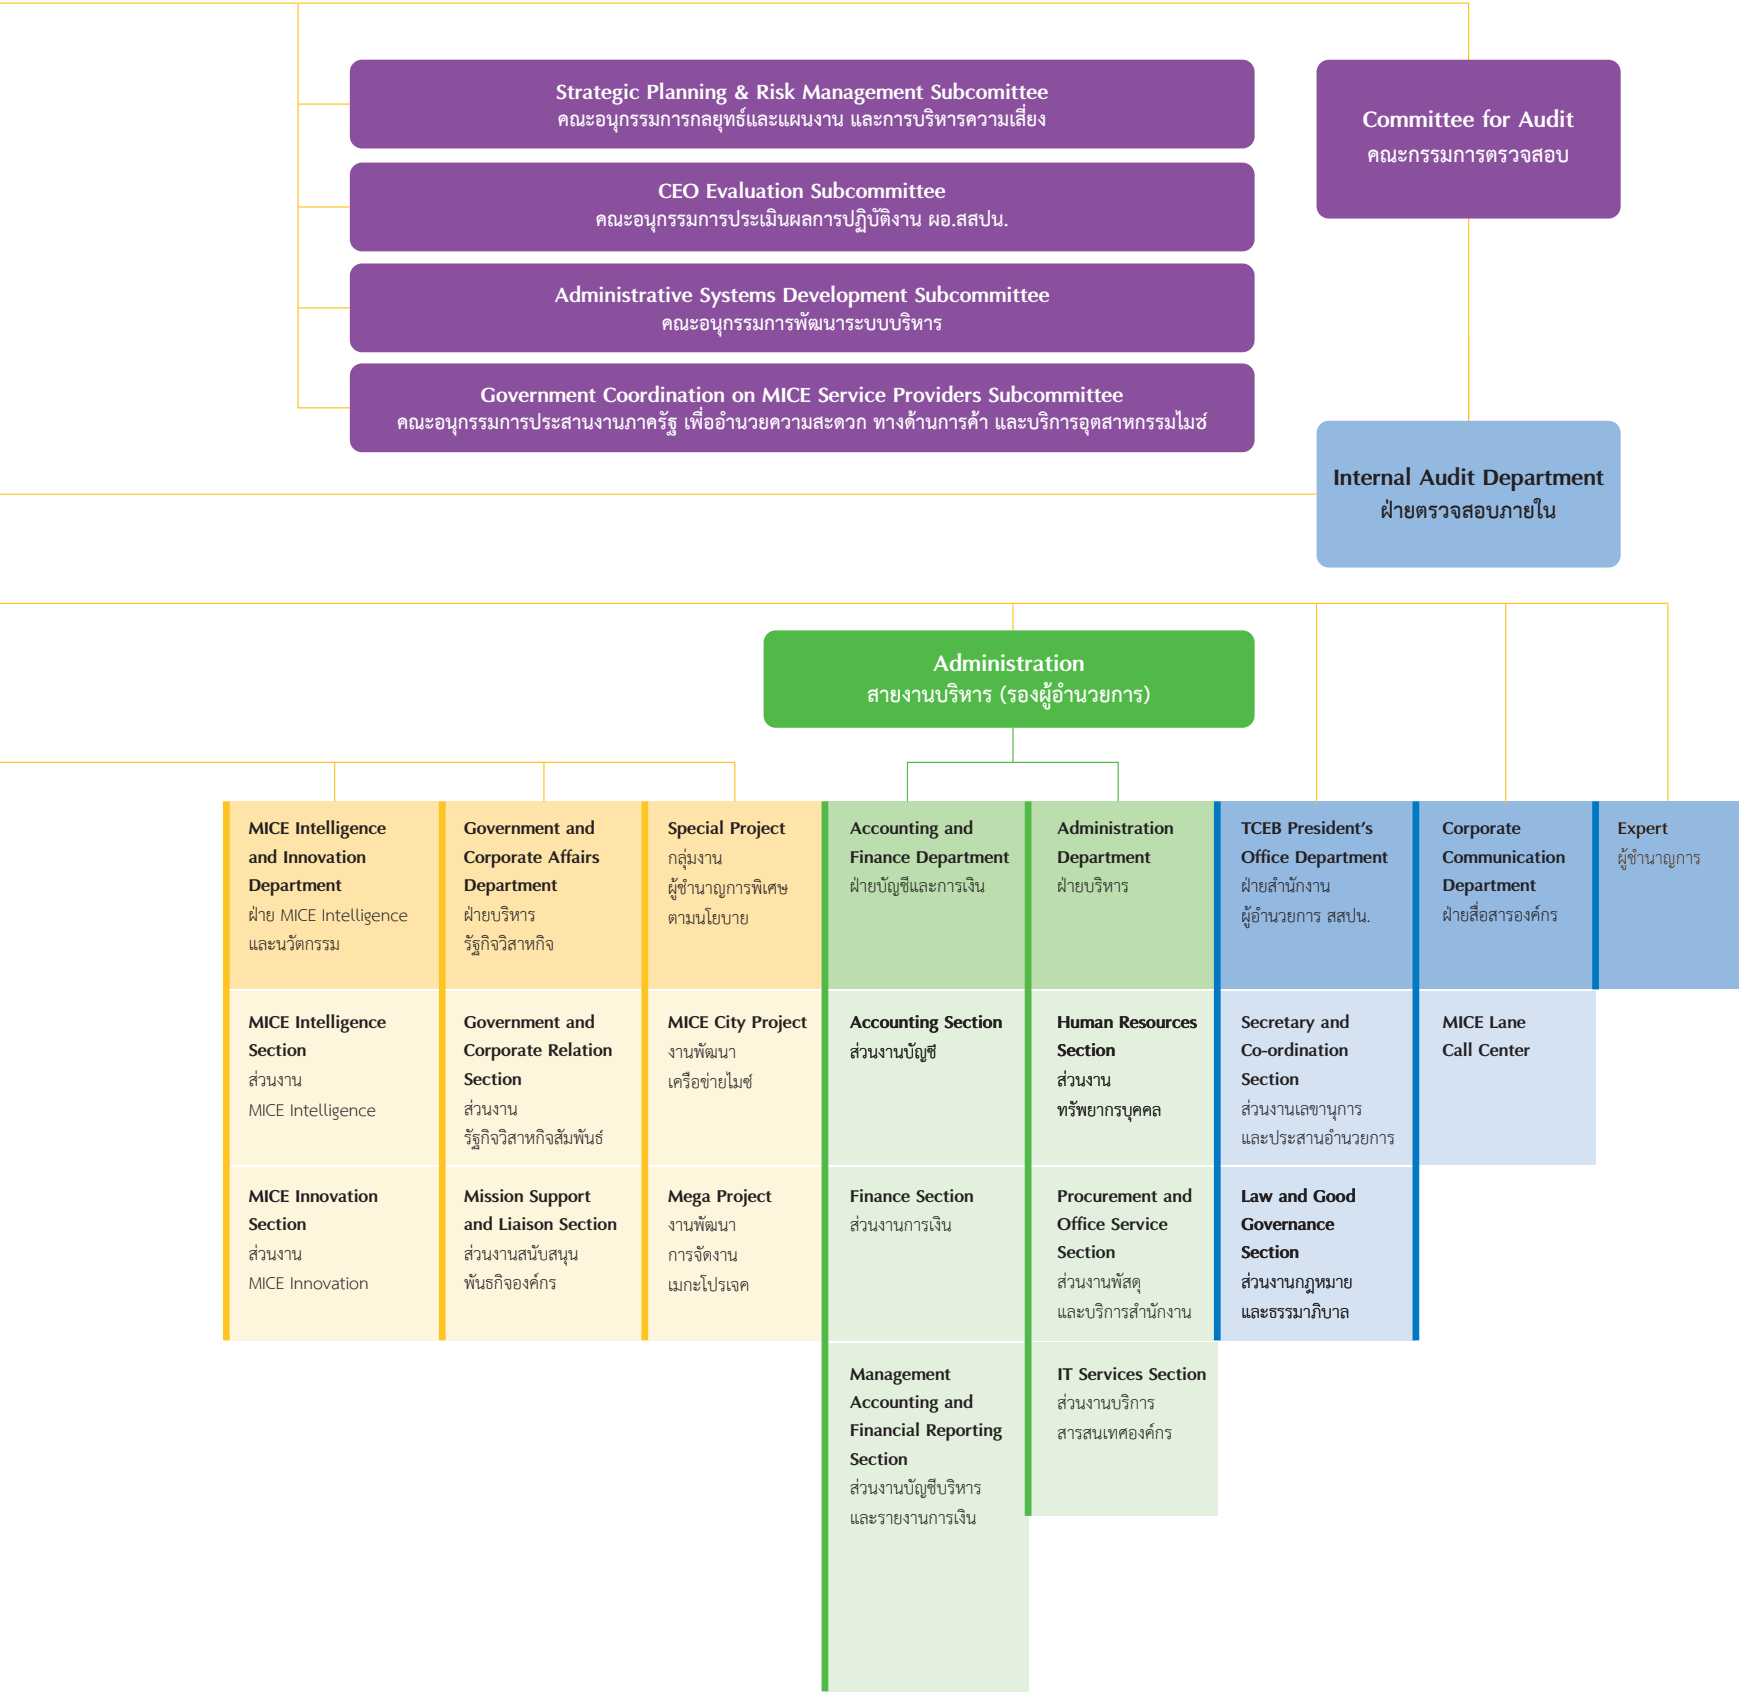 Strategic Planning & Risk Management Subcomittee
คณะอนุกรรมการกลยุทธ์และแผนงาน และการบริหารความเสี่ยง
CEO Evaluation Subcommittee
คณะอนุกรรมการประเมินผลการปฏิบัติงาน ผอ.สสปน.
Administrative Systems Development Subcommittee
คณะอนุกรรมการพัฒนาระบบบริหาร
Government Coordination on MICE Service Providers Subcommittee
คณะอนุกรรมการประสานงานภาครัฐ เพื่ออำนวยความสะดวก ทางด้านการค้า และบริการอุตสาหกรรมไมซ์
Committee for Audit
คณะกรรมการตรวจสอบ
Internal Audit Department
ฝ่ายตรวจสอบภายใน
Administration
สายงานบริหาร (รองผู้อำนวยการ)
MICE Intelligence
and Innovation
Department
ฝ่าย MICE Intelligence
และนวัตกรรม
MICE Intelligence
Section
ส่วนงาน
MICE Intelligence
MICE Innovation
Section
ส่วนงาน
MICE Innovation
Government and
Corporate Affairs
Department
ฝ่ายบริหาร
รัฐกิจวิสาหกิจ
Government and
Corporate Relation
Section
ส่วนงาน
รัฐกิจวิสาหกิจสัมพันธ์
Mission Support
and Liaison Section
ส่วนงานสนับสนุน
พันธกิจองค์กร
Special Project
กลุ่มงาน
ผู้ชำนาญการพิเศษ
ตามนโยบาย
MICE City Project
งานพัฒนา
เครือข่ายไมซ์
Mega Project
งานพัฒนา
การจัดงาน
เมกะโปรเจค
Accounting and
Finance Department
ฝ่ายบัญชีและการเงิน
Accounting Section
ส่วนงานบัญชี
Finance Section
ส่วนงานการเงิน
Management
Accounting and
Financial Reporting
Section
ส่วนงานบัญชีบริหาร
และรายงานการเงิน
Administration
Department
ฝ่ายบริหาร
Human Resources
Section
ส่วนงาน
ทรัพยากรบุคคล
Procurement and
Office Service
Section
ส่วนงานพัสดุ
และบริการสำนักงาน
IT Services Section
ส่วนงานบริการ
สารสนเทศองค์กร
TCEB President's
Office Department
ฝ่ายสำนักงาน
ผู้อำนวยการ สสปน.
Secretary and
Co-ordination
Section
ส่วนงานเลขานุการ
และประสานอำนวยการ
Law and Good
Governance
Section
ส่วนงานกฎหมาย
และธรรมาภิบาล
Corporate
Communication
Department
ฝ่ายสื่อสารองค์กร
MICE Lane
Call Center
Expert
ผู้ชำนาญการ